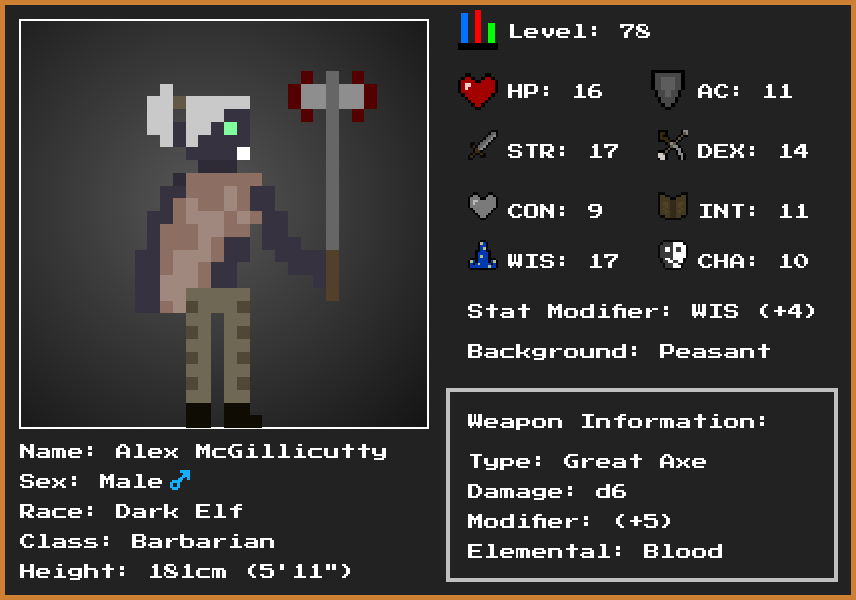 Level: 78
HP: 16 AC: 11
STR: 17 DEX: 14
CON: 9 INT: 11
WIS: 17 CHA: 10
Stat Modifier: WIS (+4)
Background: Peasant
Weapon Information:
Type: Great Axe
Damage: d6
Modifier: (+5)
Elemental: Blood
Name: Alex McGillicutty
Sex: Male ♂
Race: Dark Elf
Class: Barbarian
Height: 181cm (5'11")